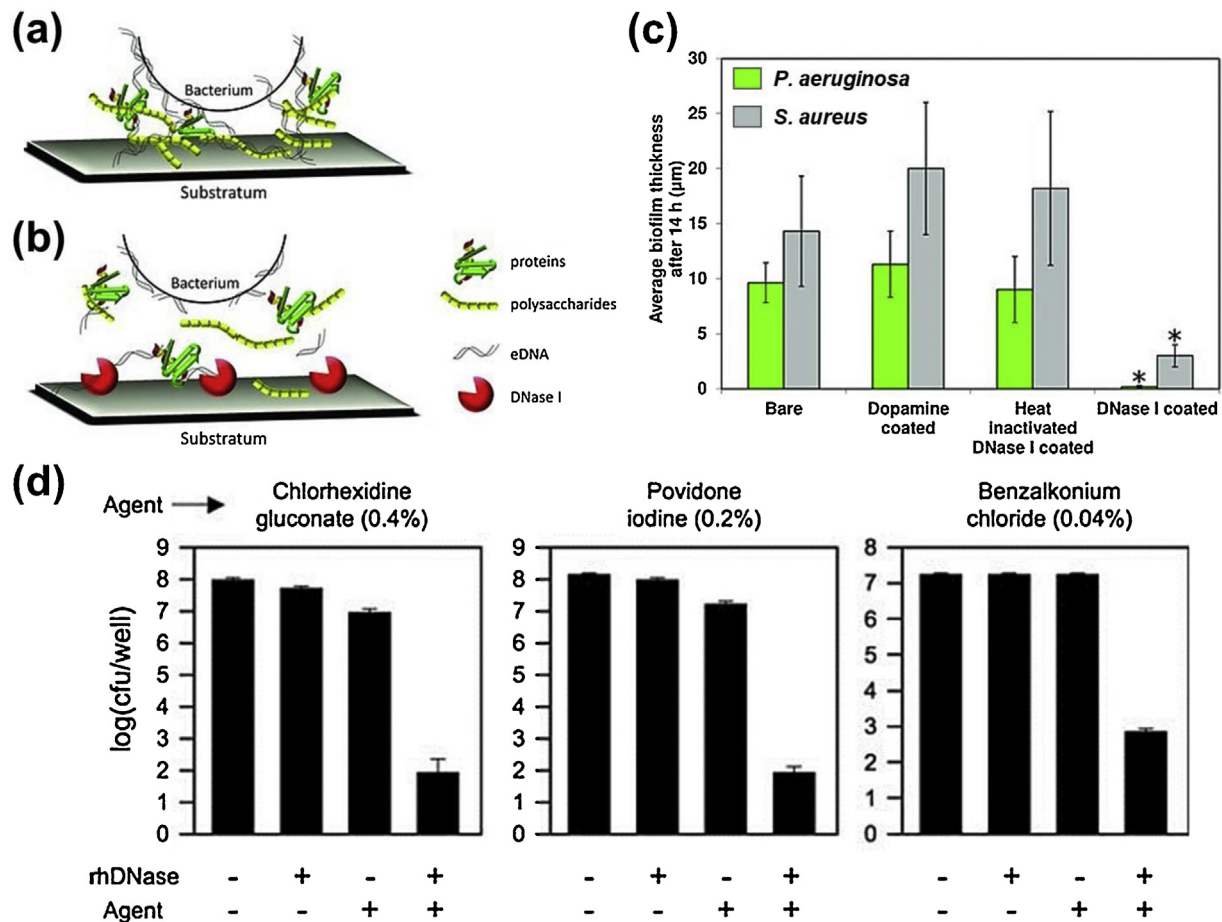 (a)
Bacterium
Substratum
(b)
Bacterium
Substratum
proteins
polysaccharides
eDNA
DNase I
(c)
Average biofilm thickness
after 14 h (µm)
30
25
20
15
10
5
0
P. aeruginosa
S. aureus
*
*
Bare
Dopamine
coated
Heat
inactivated
DNase I coated
DNase I coated
(d)
Agent
Chlorhexidine
gluconate (0.4%)
Povidone
iodine (0.2%)
Benzalkonium
chloride (0.04%)
log(cfu/well)
9
8
7
6
5
4
3
2
1
0
9
8
7
6
5
4
3
2
1
0
8
7
6
5
4
3
2
1
0
rhDNase - + - + - + - + - + - +
Agent - - + + - - + + - - + +